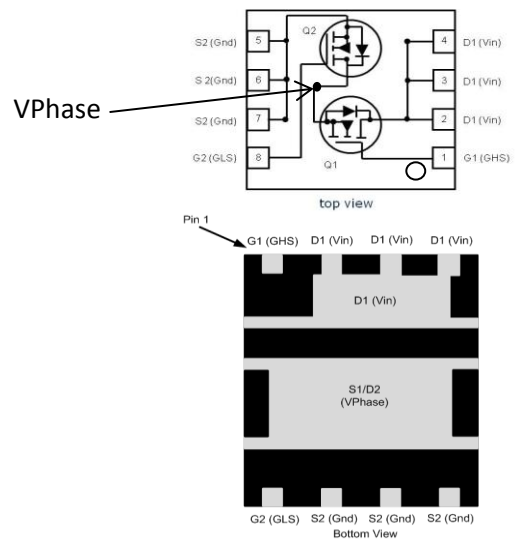 Q2
S2(Gnd) 5 4 D1(Vin)
S 2(Gnd) 6 3 D1(Vin)
VPhase
S2(Gnd) 7 2 D1(Vin)
G2(GLS) 8 Q1 1 G1(GHS)
top view
Pin 1
G1 (GHS) D1 (Vin) D1 (Vin) D1 (Vin)
D1 (Vin)
S1/D2
(VPhase)
G2 (GLS) S2 (Gnd) S2 (Gnd) S2 (Gnd)
Bottom View